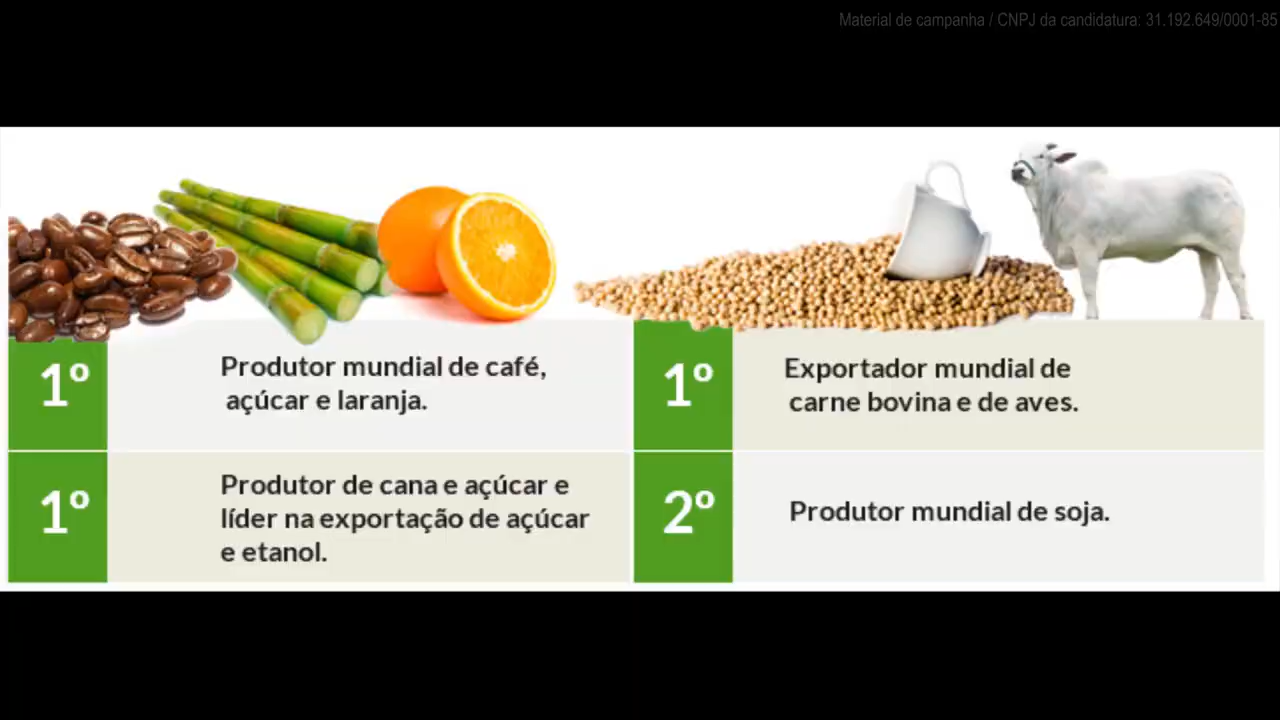 Material de campanha / CNPJ da candidatura: 31.192.649/0001-85
1º
Produtor mundial de café,
açúcar e laranja.
1º
Exportador mundial de
carne bovina e de aves.
1º
Produtor de cana e açúcar e
líder na exportação de açúcar
e etanol.
2º
Produtor mundial de soja.